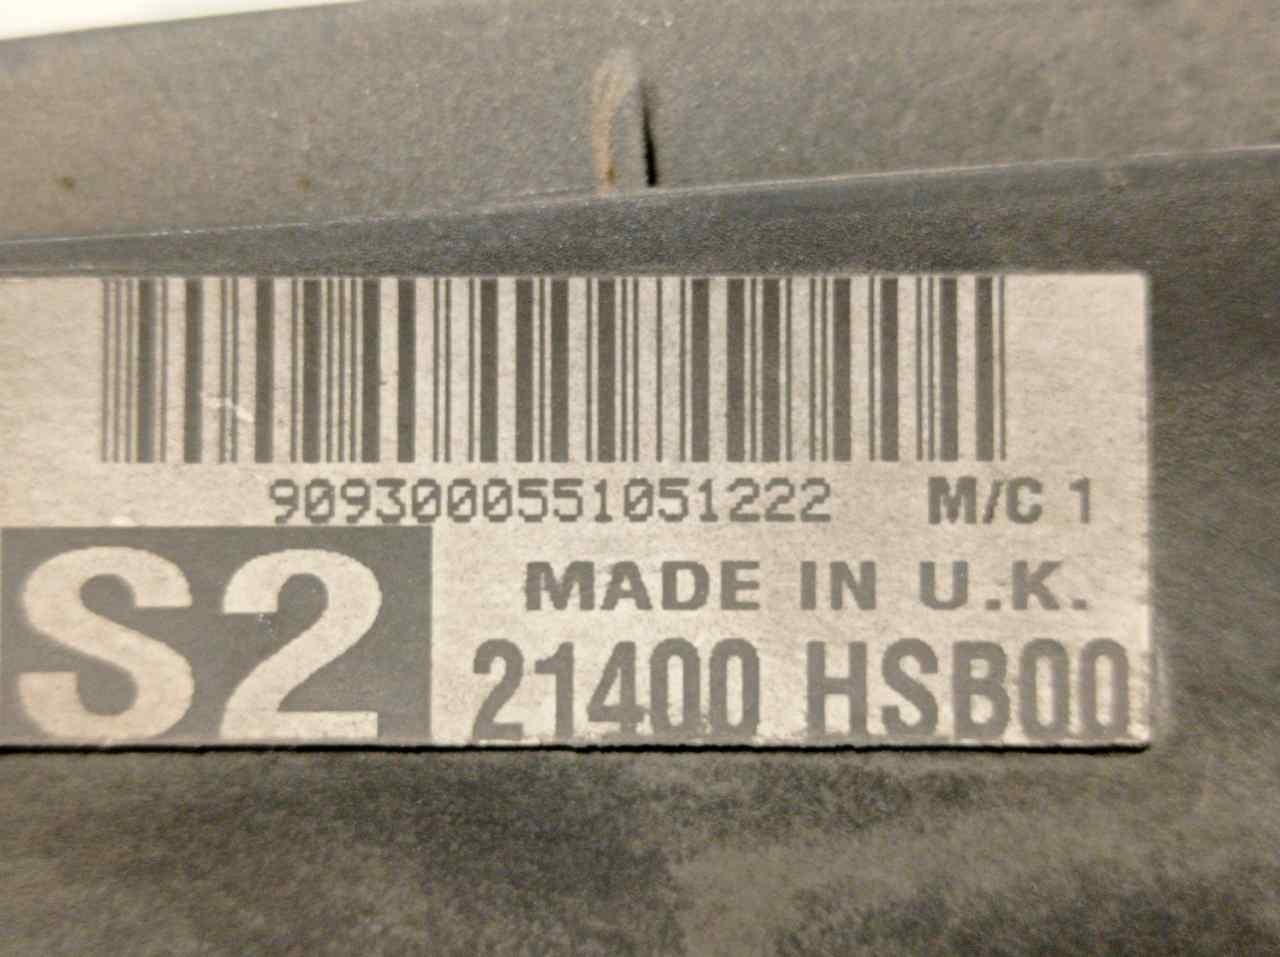 9093000551051222 M/C 1
MADE IN U.K.
S2
21400 HSB00